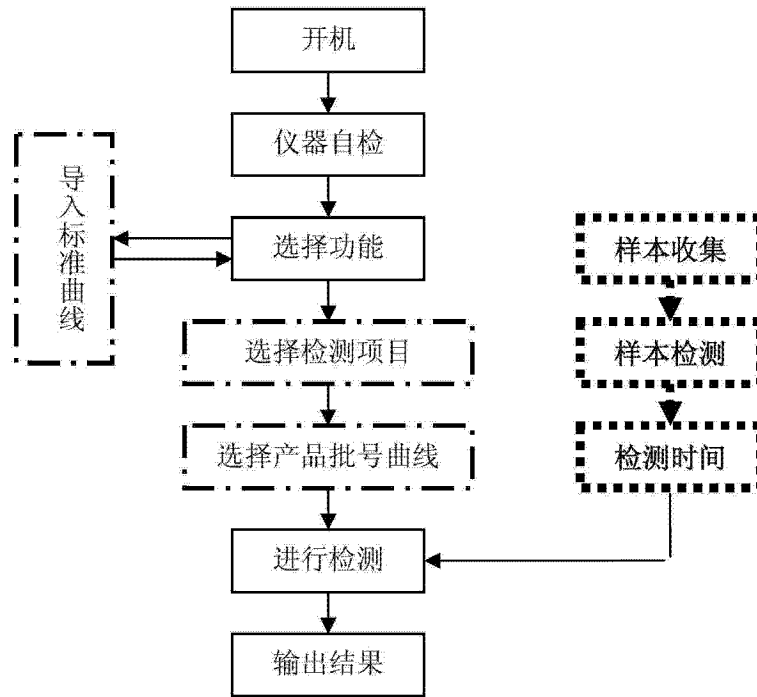 开机
仪器自检
导入标准曲线
选择功能
选择检测项目
选择产品批号曲线
进行检测
输出结果
样本收集
样本检测
检测时间